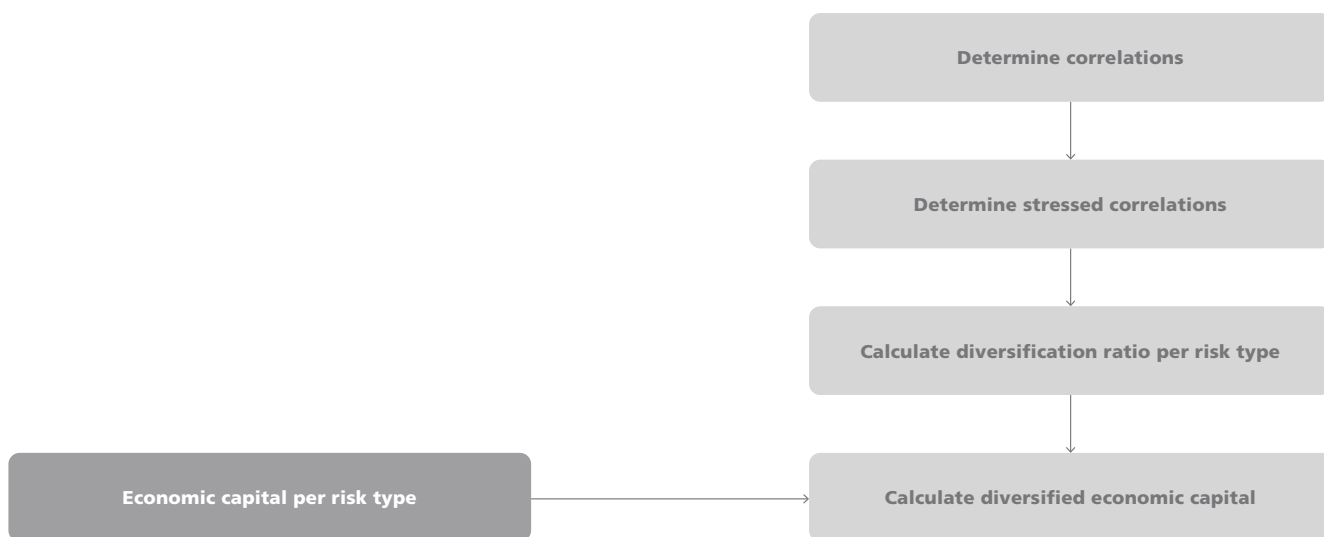 Determine correlations
Determine stressed correlations
Calculate diversification ratio per risk type
Economic capital per risk type
Calculate diversified economic capital